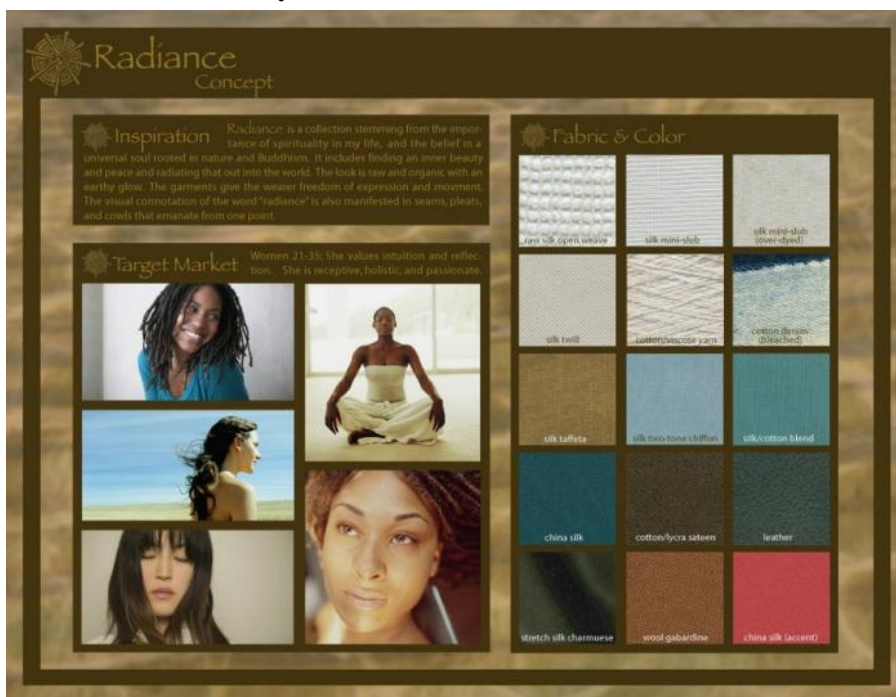 Radiance
Concept
Inspiration
Radiance is a collection stemming from the impor-
tance of spirituality in my life, and the belief in a
universal soul rooted in nature and Buddhism. It includes finding an inner beauty
and peace and radiating that out into the world. The look is raw and organic with an
earthy glow. The garments give the wearer freedom of expression and movment.
The visual connotation of the word "radiance" is also manifested in seams, pleats,
and cowls that emanate from one point.
Target Market
Women 21-35; She values intuition and reflec-
tion. She is receptive, holistic, and passionate.
Fabric & Color
raw silk open weave
silk mini-slub
silk mini-slub
(over-dyed)
silk twill
cotton/viscose yarn
cotton denim
(bleached)
silk taffeta
silk two-tone chiffon
silk/cotton blend
china silk
cotton/lycra sateen
leather
stretch silk charmuese
wool gabardine
china silk (accent)